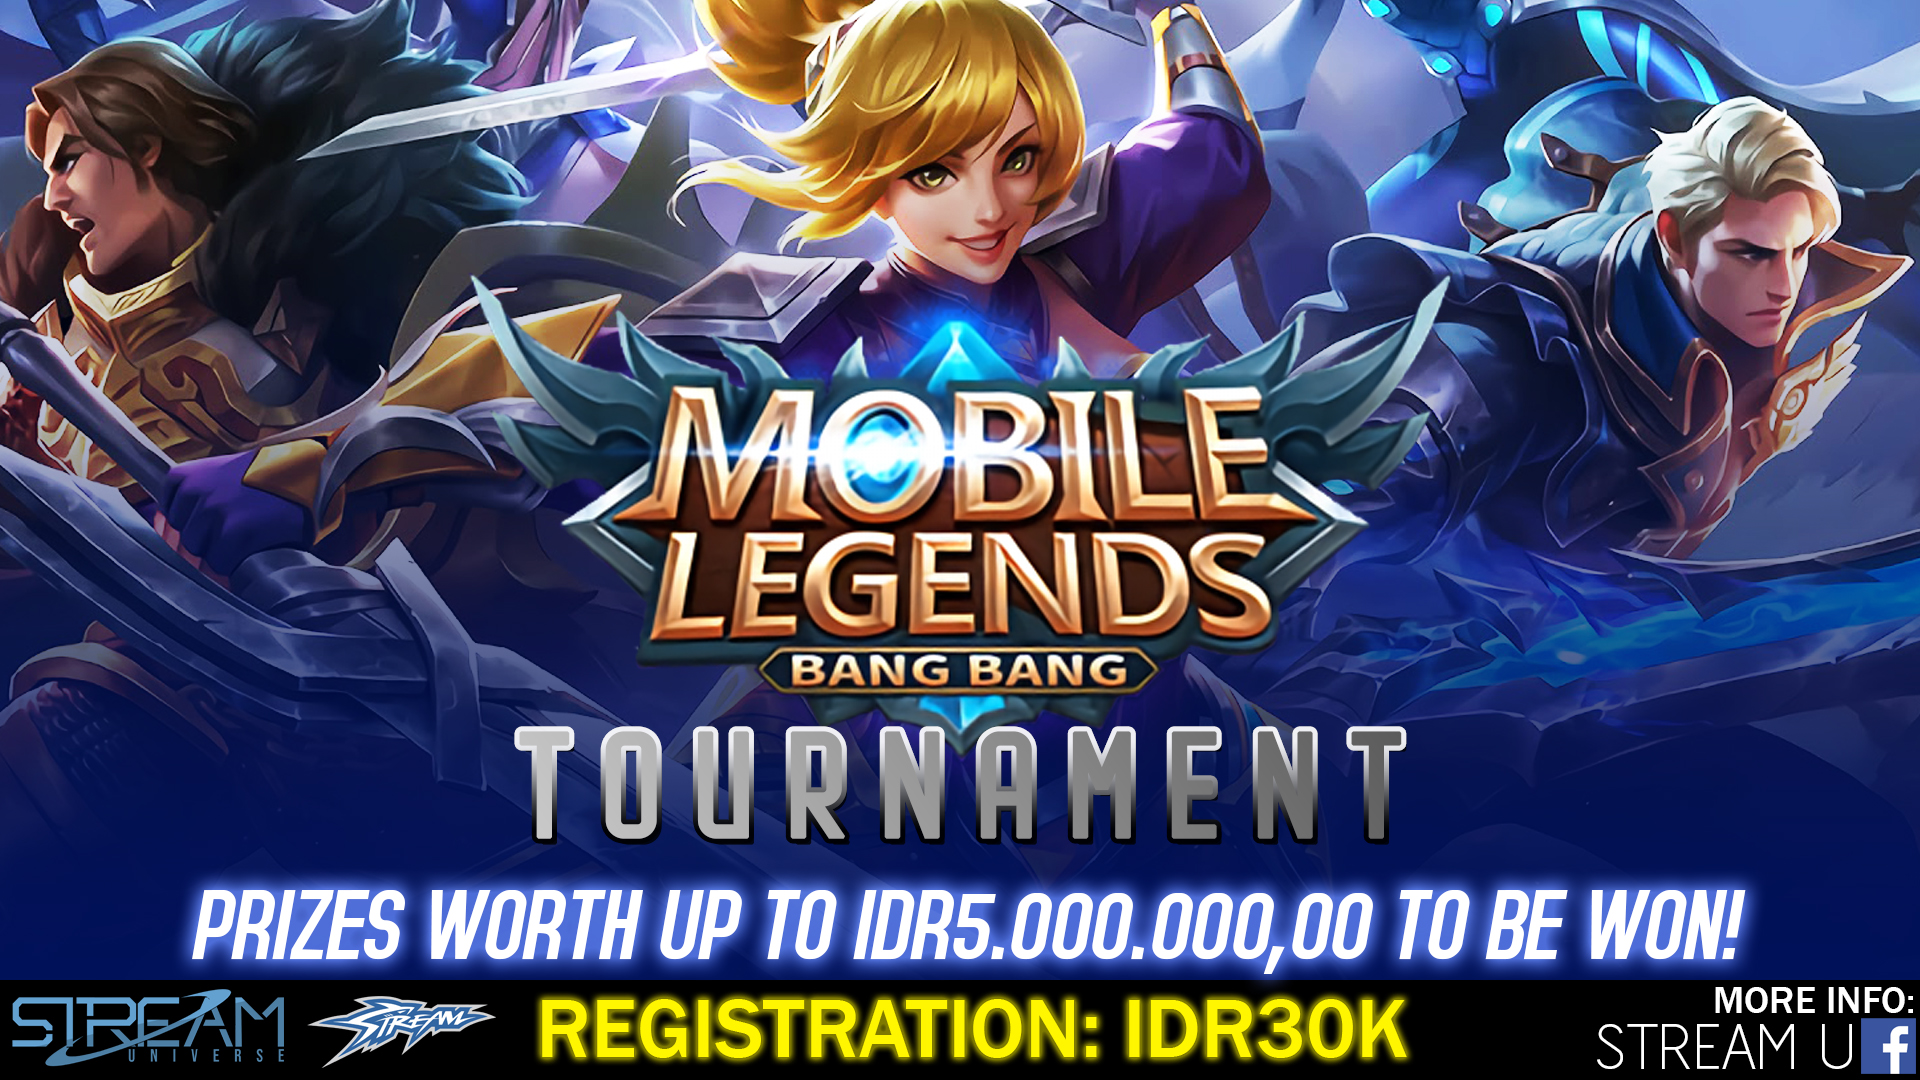 MOBILE
LEGENDS
BANG BANG
TOURNAMENT
PRIZES WORTH UP TO IDR5.000.000,00 TO BE WON!
STREAM
UNIVERSE
STREAM
REGISTRATION: IDR30K
MORE INFO:
STREAM U f